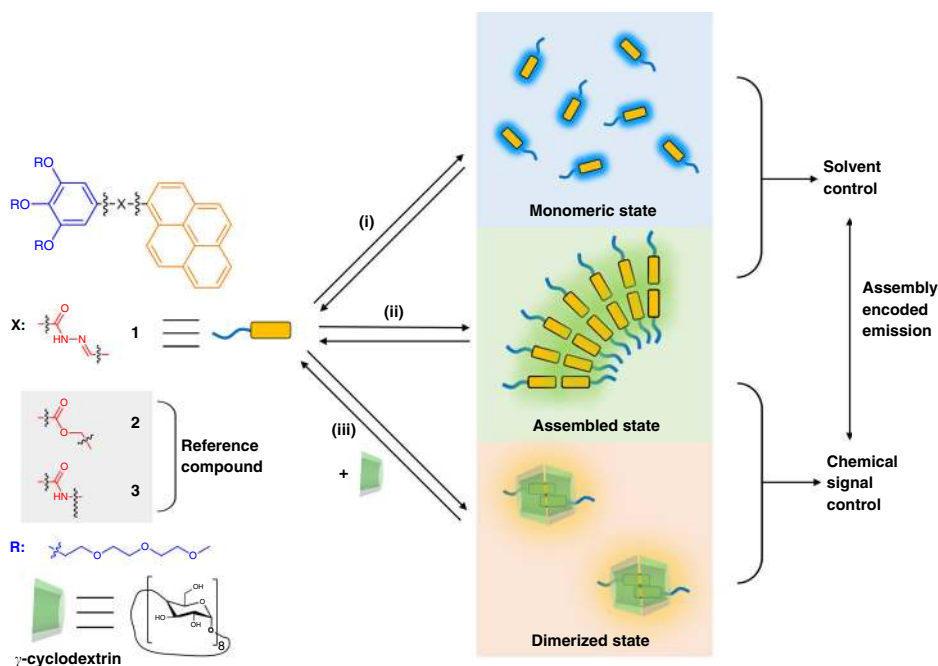 RO
RO
RO
X
X:
O
HN-N
1
O
O
2
O
HN
3
Reference
compound
R:
O
O
O
γ-cyclodextrin
OH
O
HO
HO
O
8
(i)
(ii)
(iii)
+
Monomeric state
Assembled state
Dimerized state
Solvent
control
Assembly
encoded
emission
Chemical
signal
control